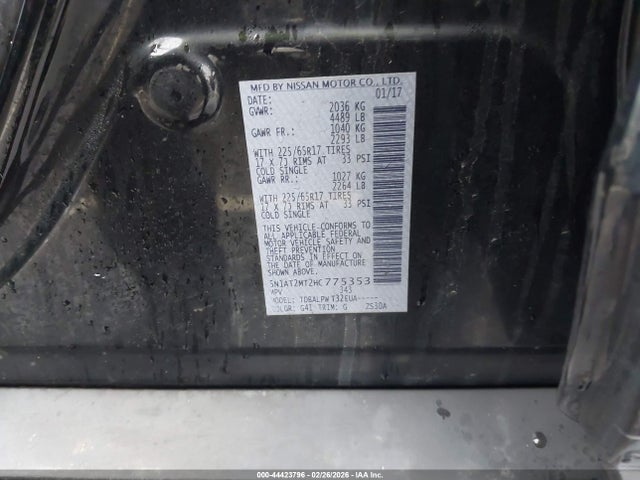 MFD BY NISSAN MOTOR CO., LTD.
DATE: 01/17
GVWR: 2036 KG
4489 LB
GAWR FR.: 1040 KG
2293 LB
WITH 225/65R17 TIRES
17 X 7J RIMS AT 33 PSI
COLD SINGLE
GAWR RR.: 1027 KG
2264 LB
WITH 225/65R17 TIRES
17 X 7J RIMS AT 33 PSI
COLD SINGLE
THIS VEHICLE CONFORMS TO
ALL APPLICABLE FEDERAL
MOTOR VEHICLE SAFETY AND
THEFT PREVENTION
STANDARDS IN EFFECT ON
THE DATE OF MANUFACTURE
SHOWN ABOVE.
5N1AT2MT2HC775353
MPV 343
MODEL: TDBALPWT32EUA-----
COLOR: G41 TRIM: G ZS30A
000-44423796 - 02/26/2026 - IAA Inc.